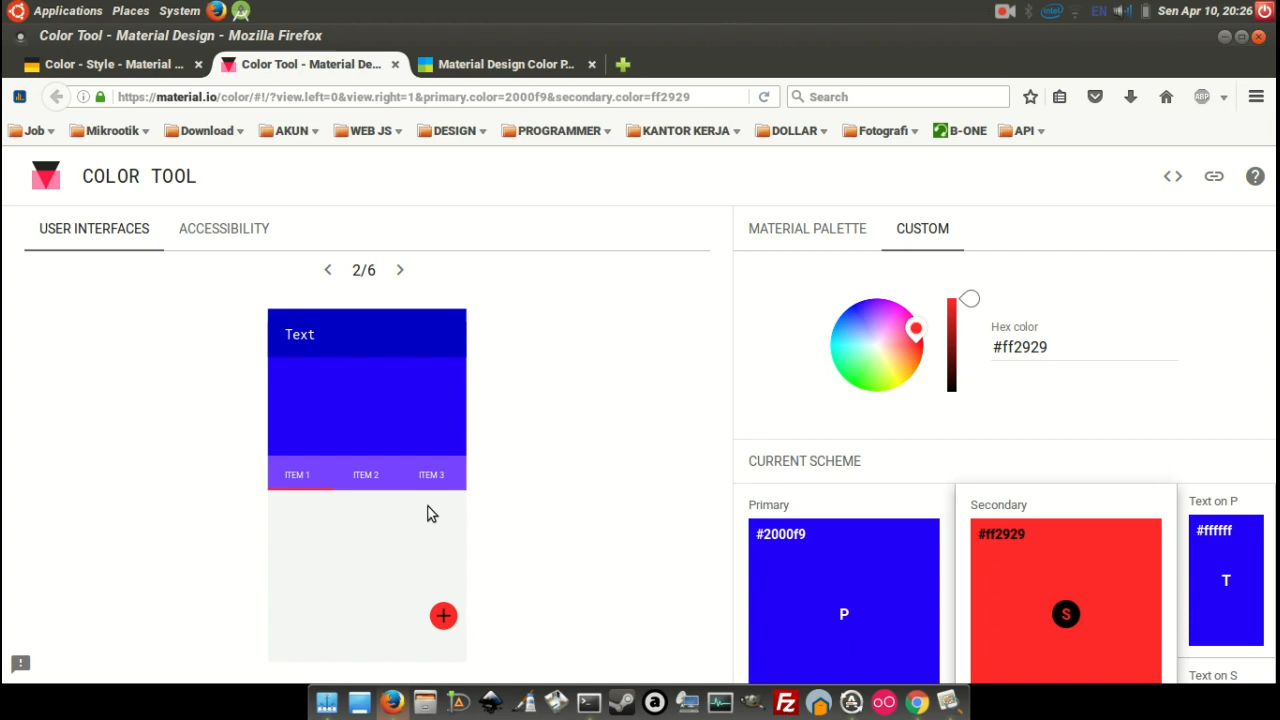 Applications Places System EN Sen Apr 10, 20:26
Color Tool - Material Design - Mozilla Firefox
Color - Style - Material ... Color Tool - Material De... Material Design Color P...
https://material.io/color/#!/?view.left=0&view.right=1&primary.color=2000f9&secondary.color=ff2929 Search ABP
Job Mikrootik Download AKUN WEB JS DESIGN PROGRAMMER KANTOR KERJA DOLLAR Fotografi B-ONE API
COLOR TOOL
USER INTERFACES ACCESSIBILITY
2/6
Text
ITEM 1 ITEM 2 ITEM 3
MATERIAL PALETTE CUSTOM
Hex color
#ff2929
CURRENT SCHEME
Primary
#2000f9
P
Secondary
#ff2929
S
Text on P
#ffffff
T
Text on S